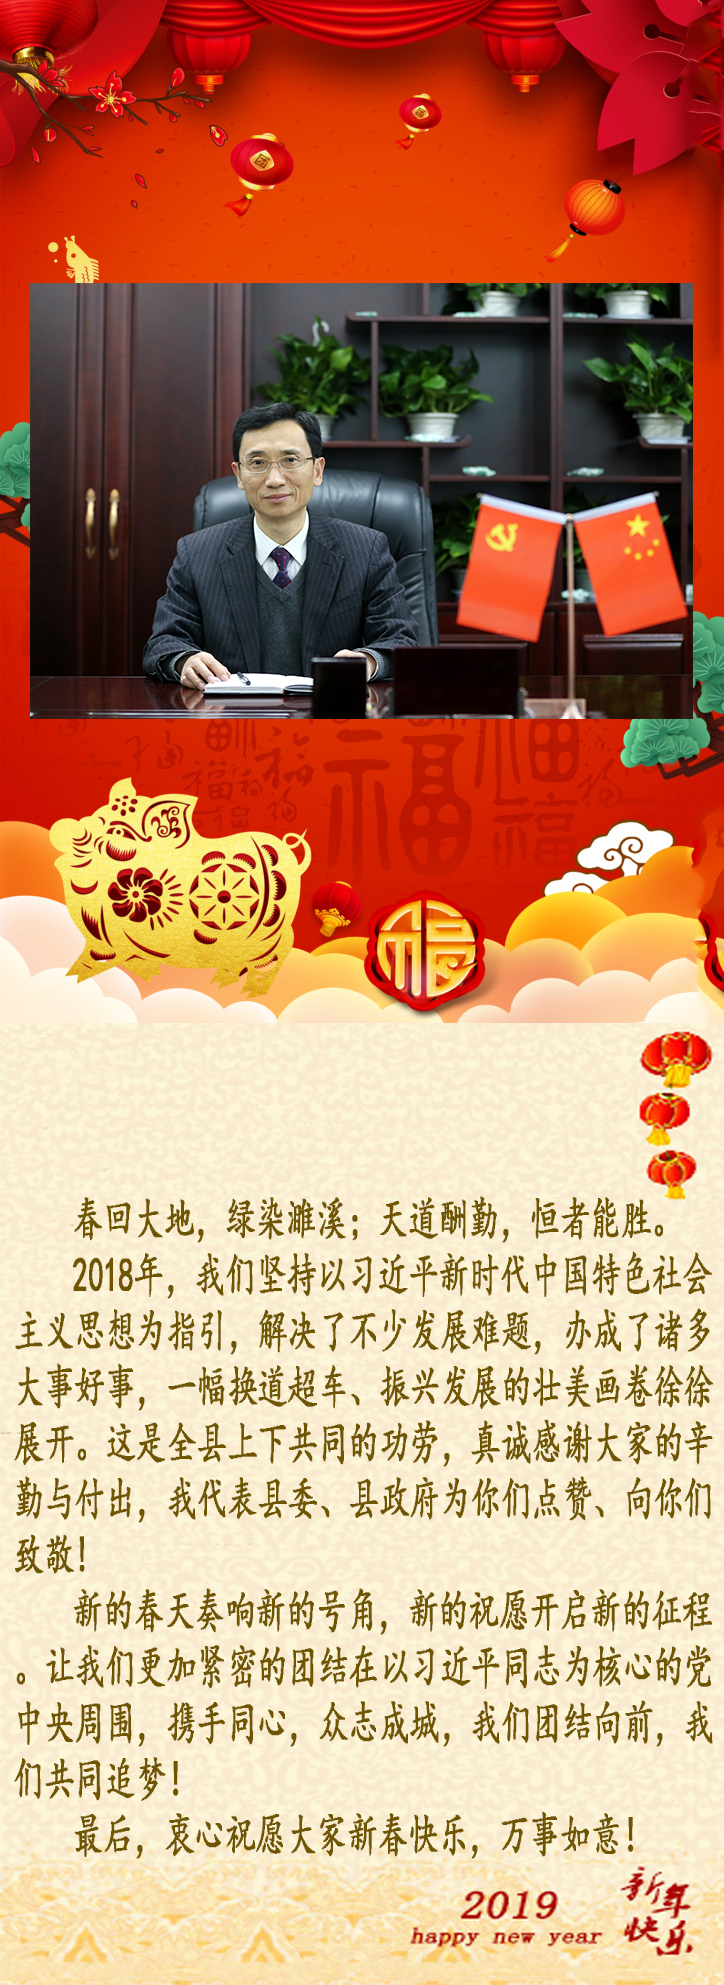 福
福
福
福
福
福
福
春回大地，绿染濉溪；天道酬勤，恒者能胜。
2018年，我们坚持以习近平新时代中国特色社会
主义思想为指引，解决了不少发展难题，办成了诸多
大事好事，一幅换道超车、振兴发展的壮美画卷徐徐
展开。这是全县上下共同的功劳，真诚感谢大家的辛
勤与付出，我代表县委、县政府为你们点赞、向你们
致敬！
新的春天奏响新的号角，新的祝愿开启新的征程
。让我们更加紧密的团结在以习近平同志为核心的党
中央周围，携手同心，众志成城，我们团结向前，我
们共同追梦！
最后，衷心祝愿大家新春快乐，万事如意！
2019
happy new year
新年
快乐